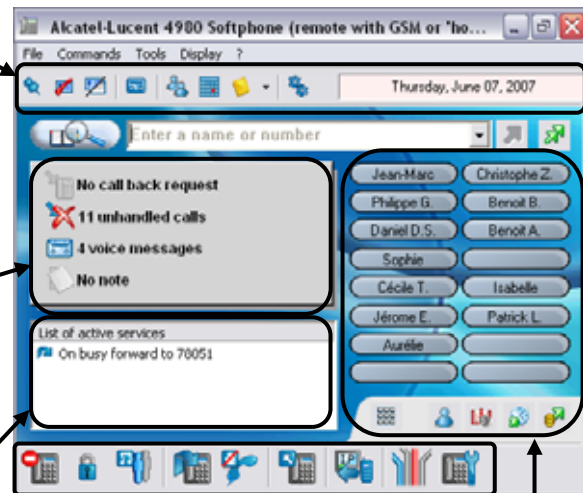 Alcatel-Lucent 4980 Softphone (remote with GSM or 'ho...
File Commands Tools Display ?
Thursday, June 07, 2007
Enter a name or number
No call back request
11 unhandled calls
4 voice messages
No note
Jean-Marc Christophe Z.
Philippe G. Benoit B.
Daniel D.S. Benoit A.
Sophie
Cécile T. Isabelle
Jérome E. Patrick L.
Aurélie
List of active services
On busy forward to 78051